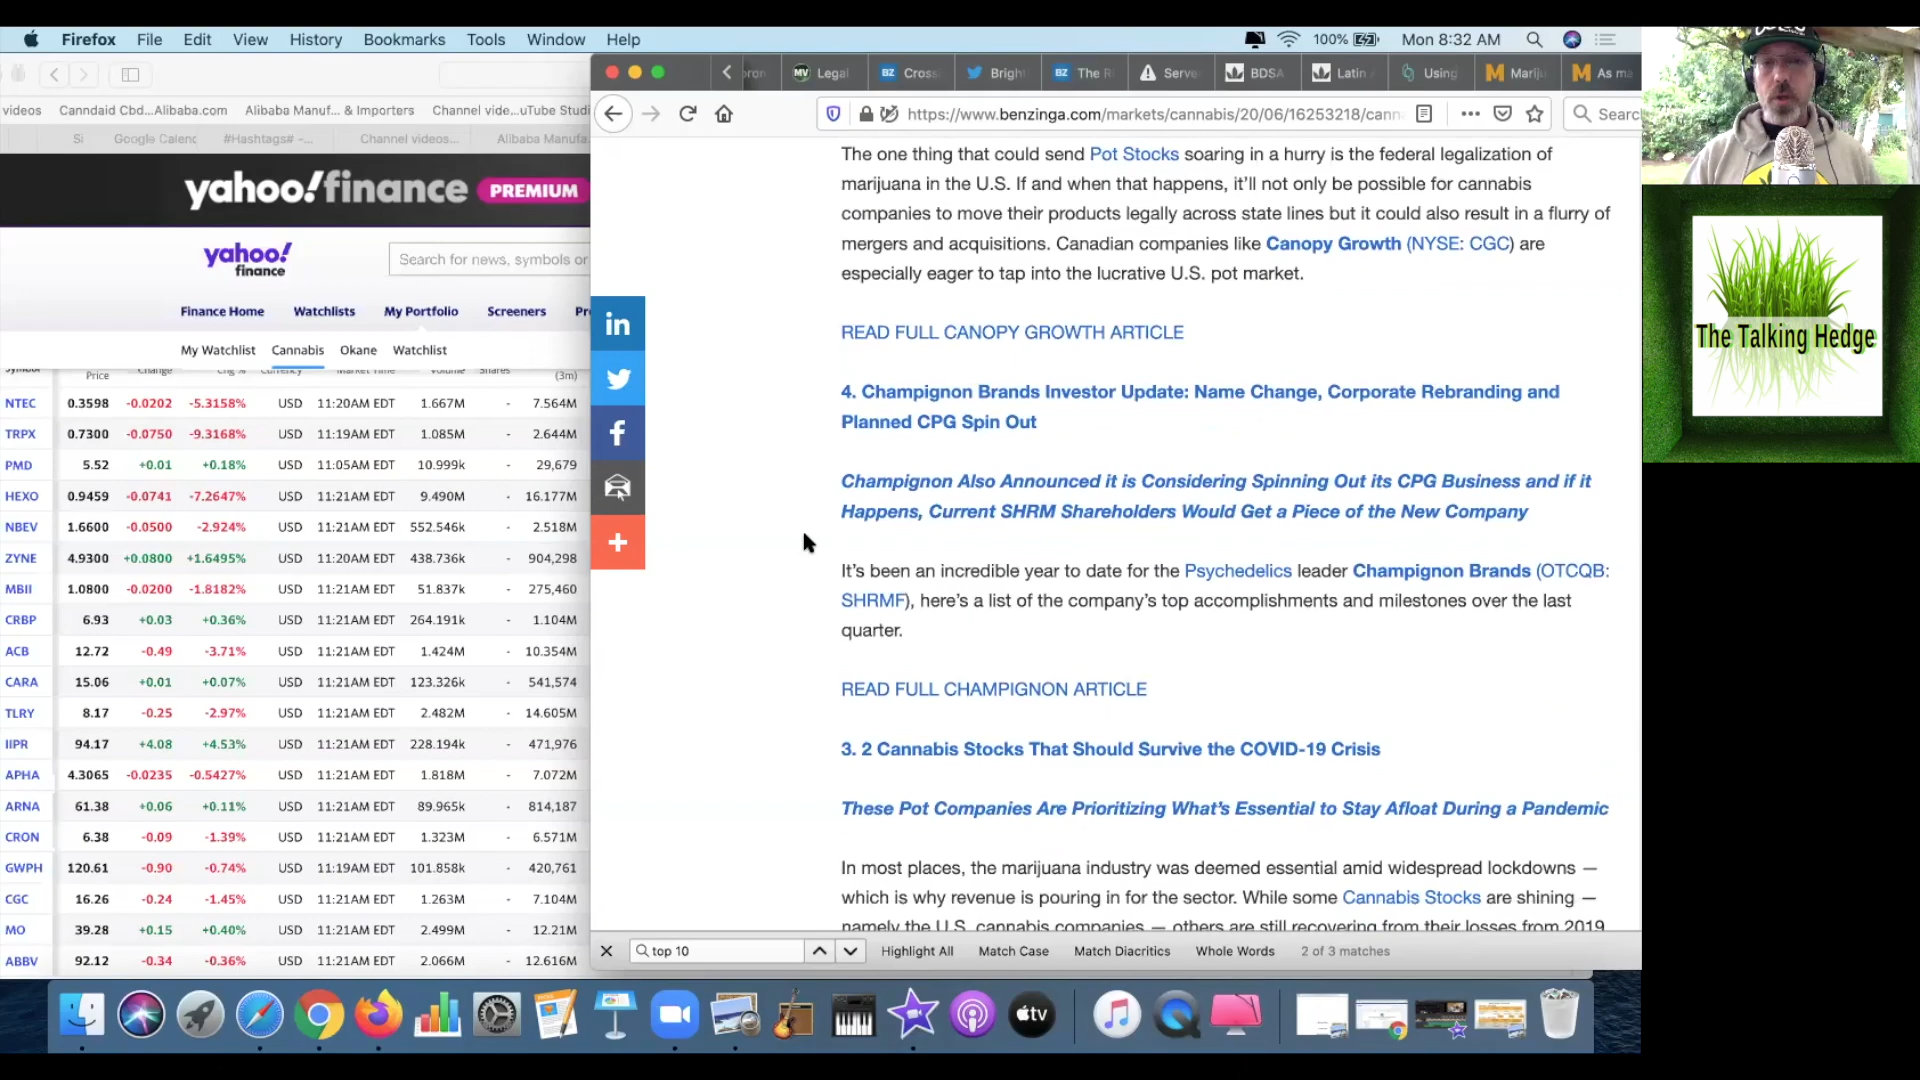 Firefox File Edit View History Bookmarks Tools Window Help
100% Mon 8:32 AM
Legal Cross Brigh The R Serve BDSA Latin Using Mariju As ma
videos Canndaid Cbd...Alibaba.com Alibaba Manuf... & Importers Channel vide...uTube Studi
Si Google Calenc #Hashtags# -... Channel videos... Alibaba Manufa
https://www.benzinga.com/markets/cannabis/20/06/16253218/cann
Searc
yahoo!finance PREMIUM
yahoo!
finance
Search for news, symbols or
Finance Home Watchlists My Portfolio Screeners Pr
My Watchlist Cannabis Okane Watchlist
Symbol Price Change Chg % Currency Market Time Volume Shares (3m)
NTEC 0.3598 -0.0202 -5.3158% USD 11:20AM EDT 1.667M - 7.564M
TRPX 0.7300 -0.0750 -9.3168% USD 11:19AM EDT 1.085M - 2.644M
PMD 5.52 +0.01 +0.18% USD 11:05AM EDT 10.999k - 29,679
HEXO 0.9459 -0.0741 -7.2647% USD 11:21AM EDT 9.490M - 16.177M
NBEV 1.6600 -0.0500 -2.924% USD 11:21AM EDT 552.546k - 2.518M
ZYNE 4.9300 +0.0800 +1.6495% USD 11:20AM EDT 438.736k - 904,298
MBII 1.0800 -0.0200 -1.8182% USD 11:21AM EDT 51.837k - 275,460
CRBP 6.93 +0.03 +0.36% USD 11:21AM EDT 264.191k - 1.104M
ACB 12.72 -0.49 -3.71% USD 11:21AM EDT 1.424M - 10.354M
CARA 15.06 +0.01 +0.07% USD 11:21AM EDT 123.326k - 541,574
TLRY 8.17 -0.25 -2.97% USD 11:21AM EDT 2.482M - 14.605M
IIPR 94.17 +4.08 +4.53% USD 11:21AM EDT 228.194k - 471,976
APHA 4.3065 -0.0235 -0.5427% USD 11:21AM EDT 1.818M - 7.072M
ARNA 61.38 +0.06 +0.11% USD 11:21AM EDT 89.965k - 814,187
CRON 6.38 -0.09 -1.39% USD 11:21AM EDT 1.323M - 6.571M
GWPH 120.61 -0.90 -0.74% USD 11:19AM EDT 101.858k - 420,761
CGC 16.26 -0.24 -1.45% USD 11:21AM EDT 1.263M - 7.104M
MO 39.28 +0.15 +0.40% USD 11:21AM EDT 2.499M - 12.21M
ABBV 92.12 -0.34 -0.36% USD 11:21AM EDT 2.066M - 12.616M
The one thing that could send Pot Stocks soaring in a hurry is the federal legalization of
marijuana in the U.S. If and when that happens, it'll not only be possible for cannabis
companies to move their products legally across state lines but it could also result in a flurry of
mergers and acquisitions. Canadian companies like Canopy Growth (NYSE: CGC) are
especially eager to tap into the lucrative U.S. pot market.
READ FULL CANOPY GROWTH ARTICLE
4. Champignon Brands Investor Update: Name Change, Corporate Rebranding and
Planned CPG Spin Out
Champignon Also Announced it is Considering Spinning Out its CPG Business and if it
Happens, Current SHRM Shareholders Would Get a Piece of the New Company
It's been an incredible year to date for the Psychedelics leader Champignon Brands (OTCQB:
SHRMF), here's a list of the company's top accomplishments and milestones over the last
quarter.
READ FULL CHAMPIGNON ARTICLE
3. 2 Cannabis Stocks That Should Survive the COVID-19 Crisis
These Pot Companies Are Prioritizing What's Essential to Stay Afloat During a Pandemic
In most places, the marijuana industry was deemed essential amid widespread lockdowns —
which is why revenue is pouring in for the sector. While some Cannabis Stocks are shining —
namely the U.S. cannabis companies — others are still recovering from their losses from 2019
top 10 Highlight All Match Case Match Diacritics Whole Words 2 of 3 matches
The Talking Hedge
tv